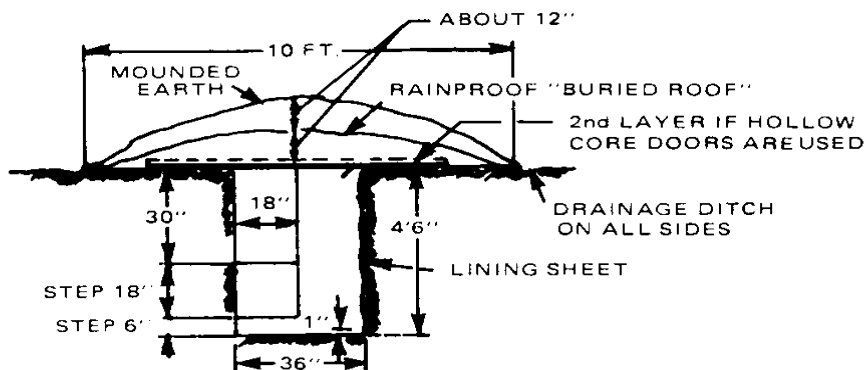 ABOUT 12"
10 FT.
MOUNDED
EARTH
RAINPROOF "BURIED ROOF"
2nd LAYER IF HOLLOW
CORE DOORS ARE USED
18"
30"
4'6"
DRAINAGE DITCH
ON ALL SIDES
LINING SHEET
STEP 18"
STEP 6"
1"
36"